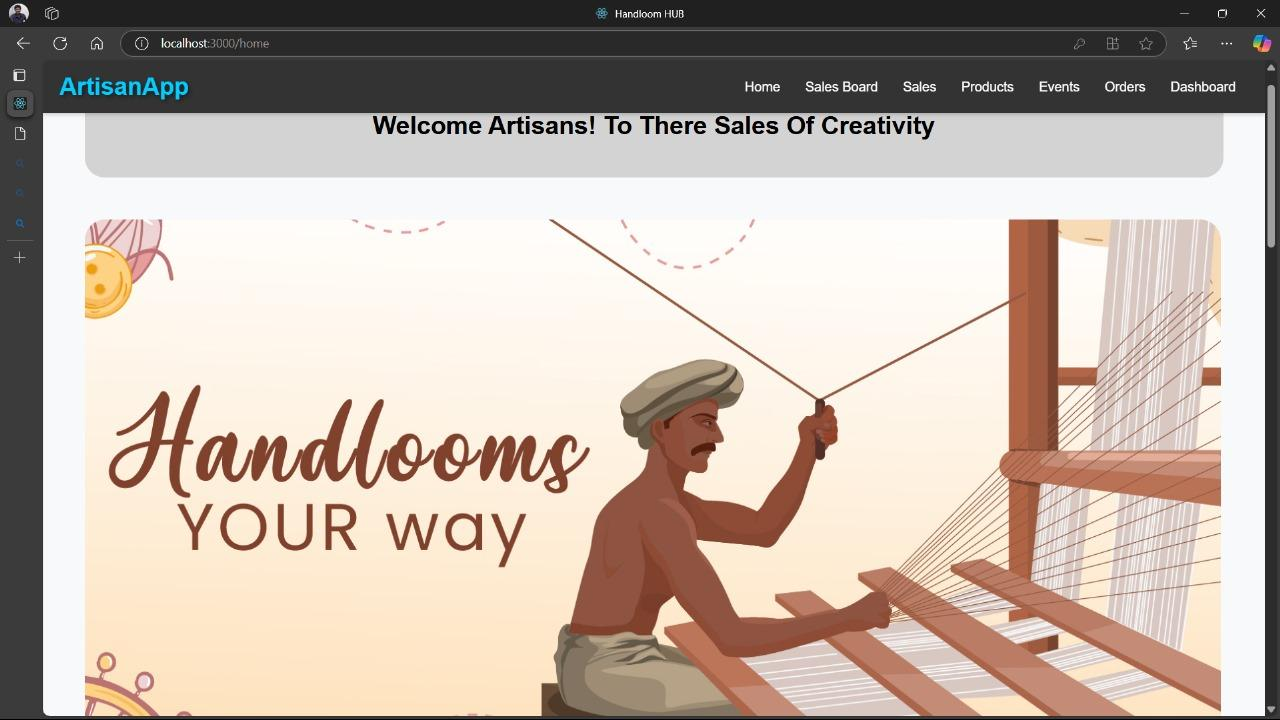 Handloom HUB
localhost:3000/home
ArtisanApp
Home Sales Board Sales Products Events Orders Dashboard
Welcome Artisans! To There Sales Of Creativity
Handlooms
YOUR way